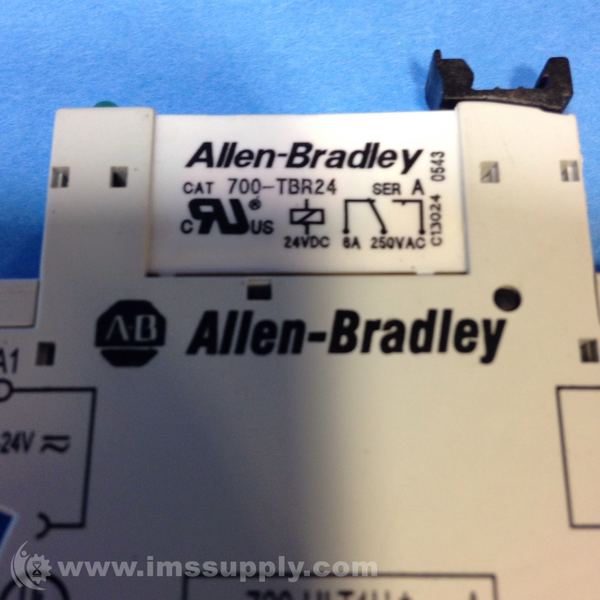 Allen-Bradley
CAT 700-TBR24 SER A
C RU ® US
24VDC 6A 250VAC
C13024 0543
A-B Allen-Bradley
A1
24V
www.imssupply.com